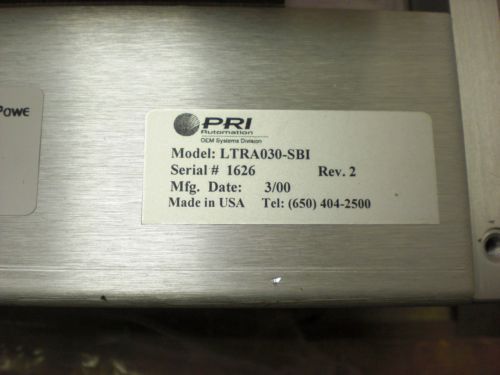 Powe
PRI
Automation
OEM Systems Division
Model: LTRA030-SBI
Serial # 1626 Rev. 2
Mfg. Date: 3/00
Made in USA Tel: (650) 404-2500